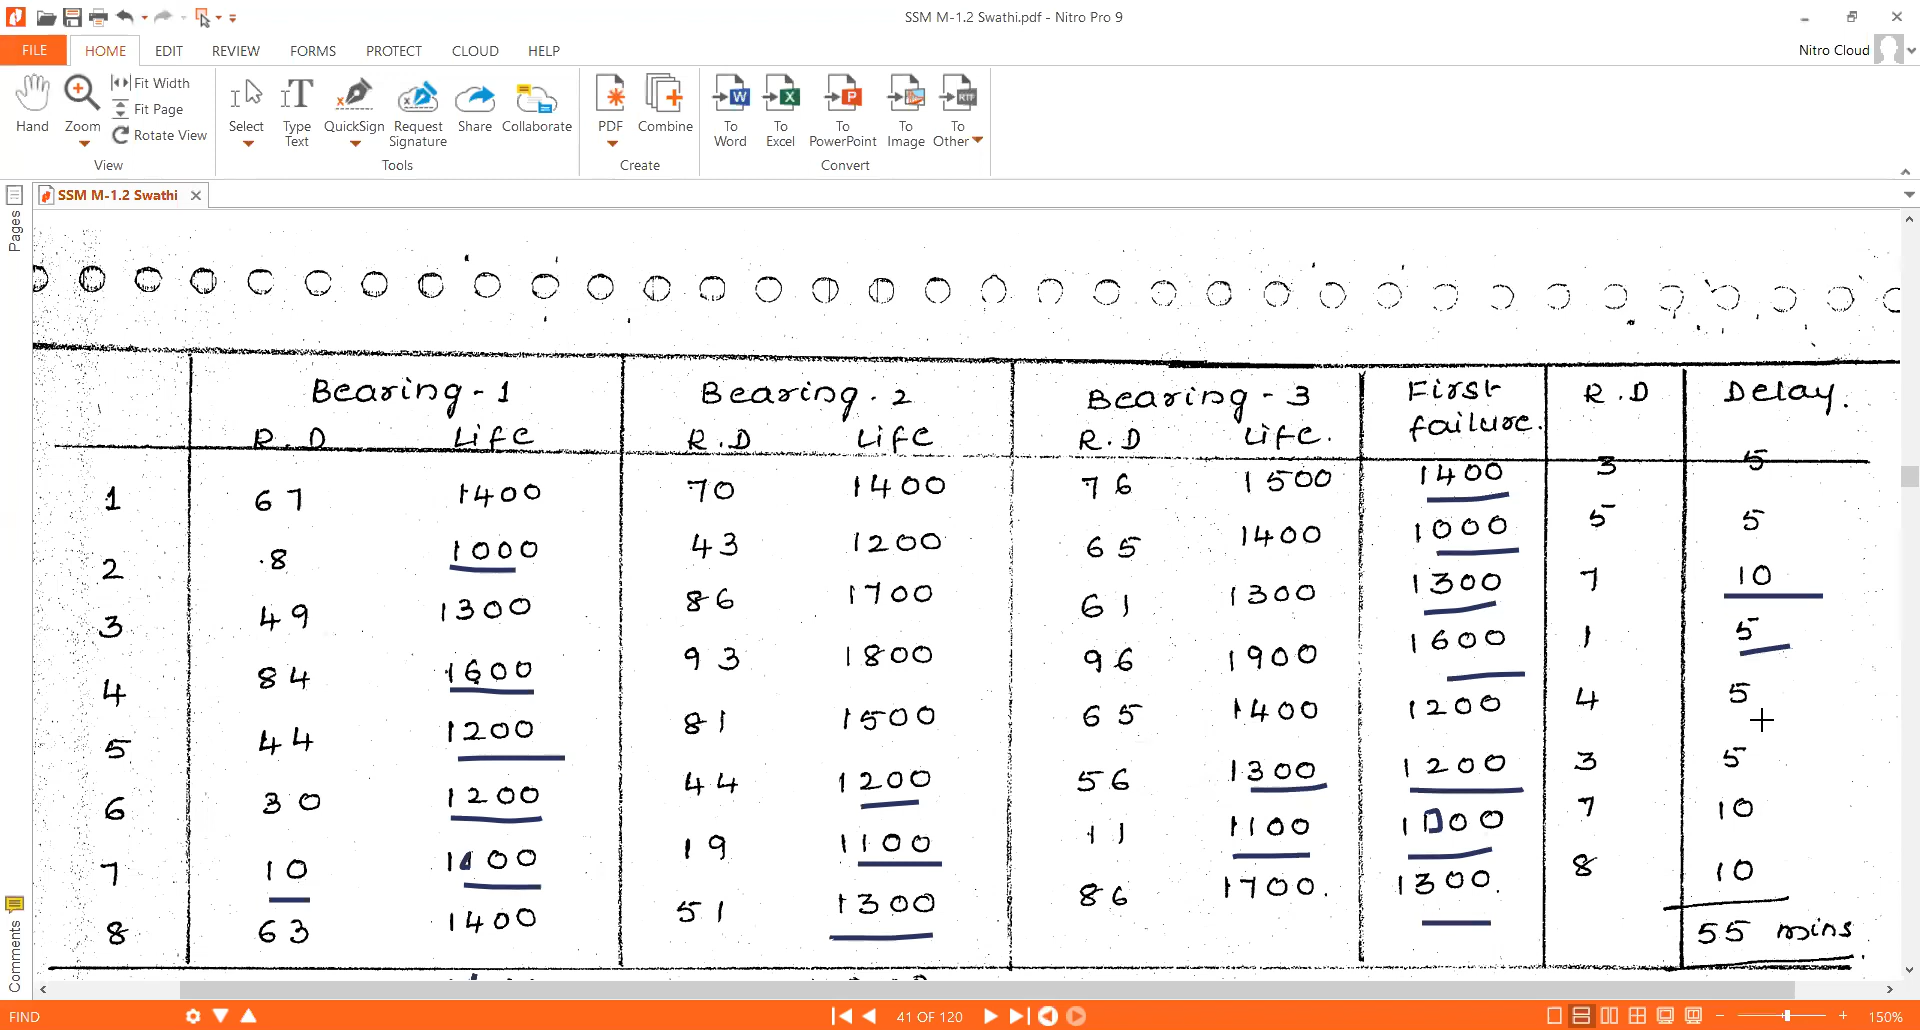 SSM M-1.2 Swathi.pdf - Nitro Pro 9
FILE HOME EDIT REVIEW FORMS PROTECT CLOUD HELP Nitro Cloud
Hand Zoom Fit Width Fit Page Rotate View
View
Select Type Text QuickSign Request Signature Share Collaborate
Tools
PDF Combine
Create
To Word To Excel To PowerPoint To Image To Other
Convert
Pages
SSM M-1.2 Swathi
Bearing-1 Bearing.2 Bearing-3 First failure. R.D Delay.
R.D Life R.D Life R.D Life.
1 67 1400 70 1400 76 1500 1400 3 5
2 .8 1000 43 1200 65 1400 1000 5 5
3 49 1300 86 1700 61 1300 1300 7 10
4 84 1600 93 1800 96 1900 1600 1 5
5 44 1200 81 1500 65 1400 1200 4 5
6 30 1200 44 1200 56 1300 1200 3 5
7 10 1000 19 1100 11 1100 1000 7 10
8 63 1400 51 1300 86 1700. 1300. 8 10
55 mins.
Comments
FIND 41 OF 120 150%